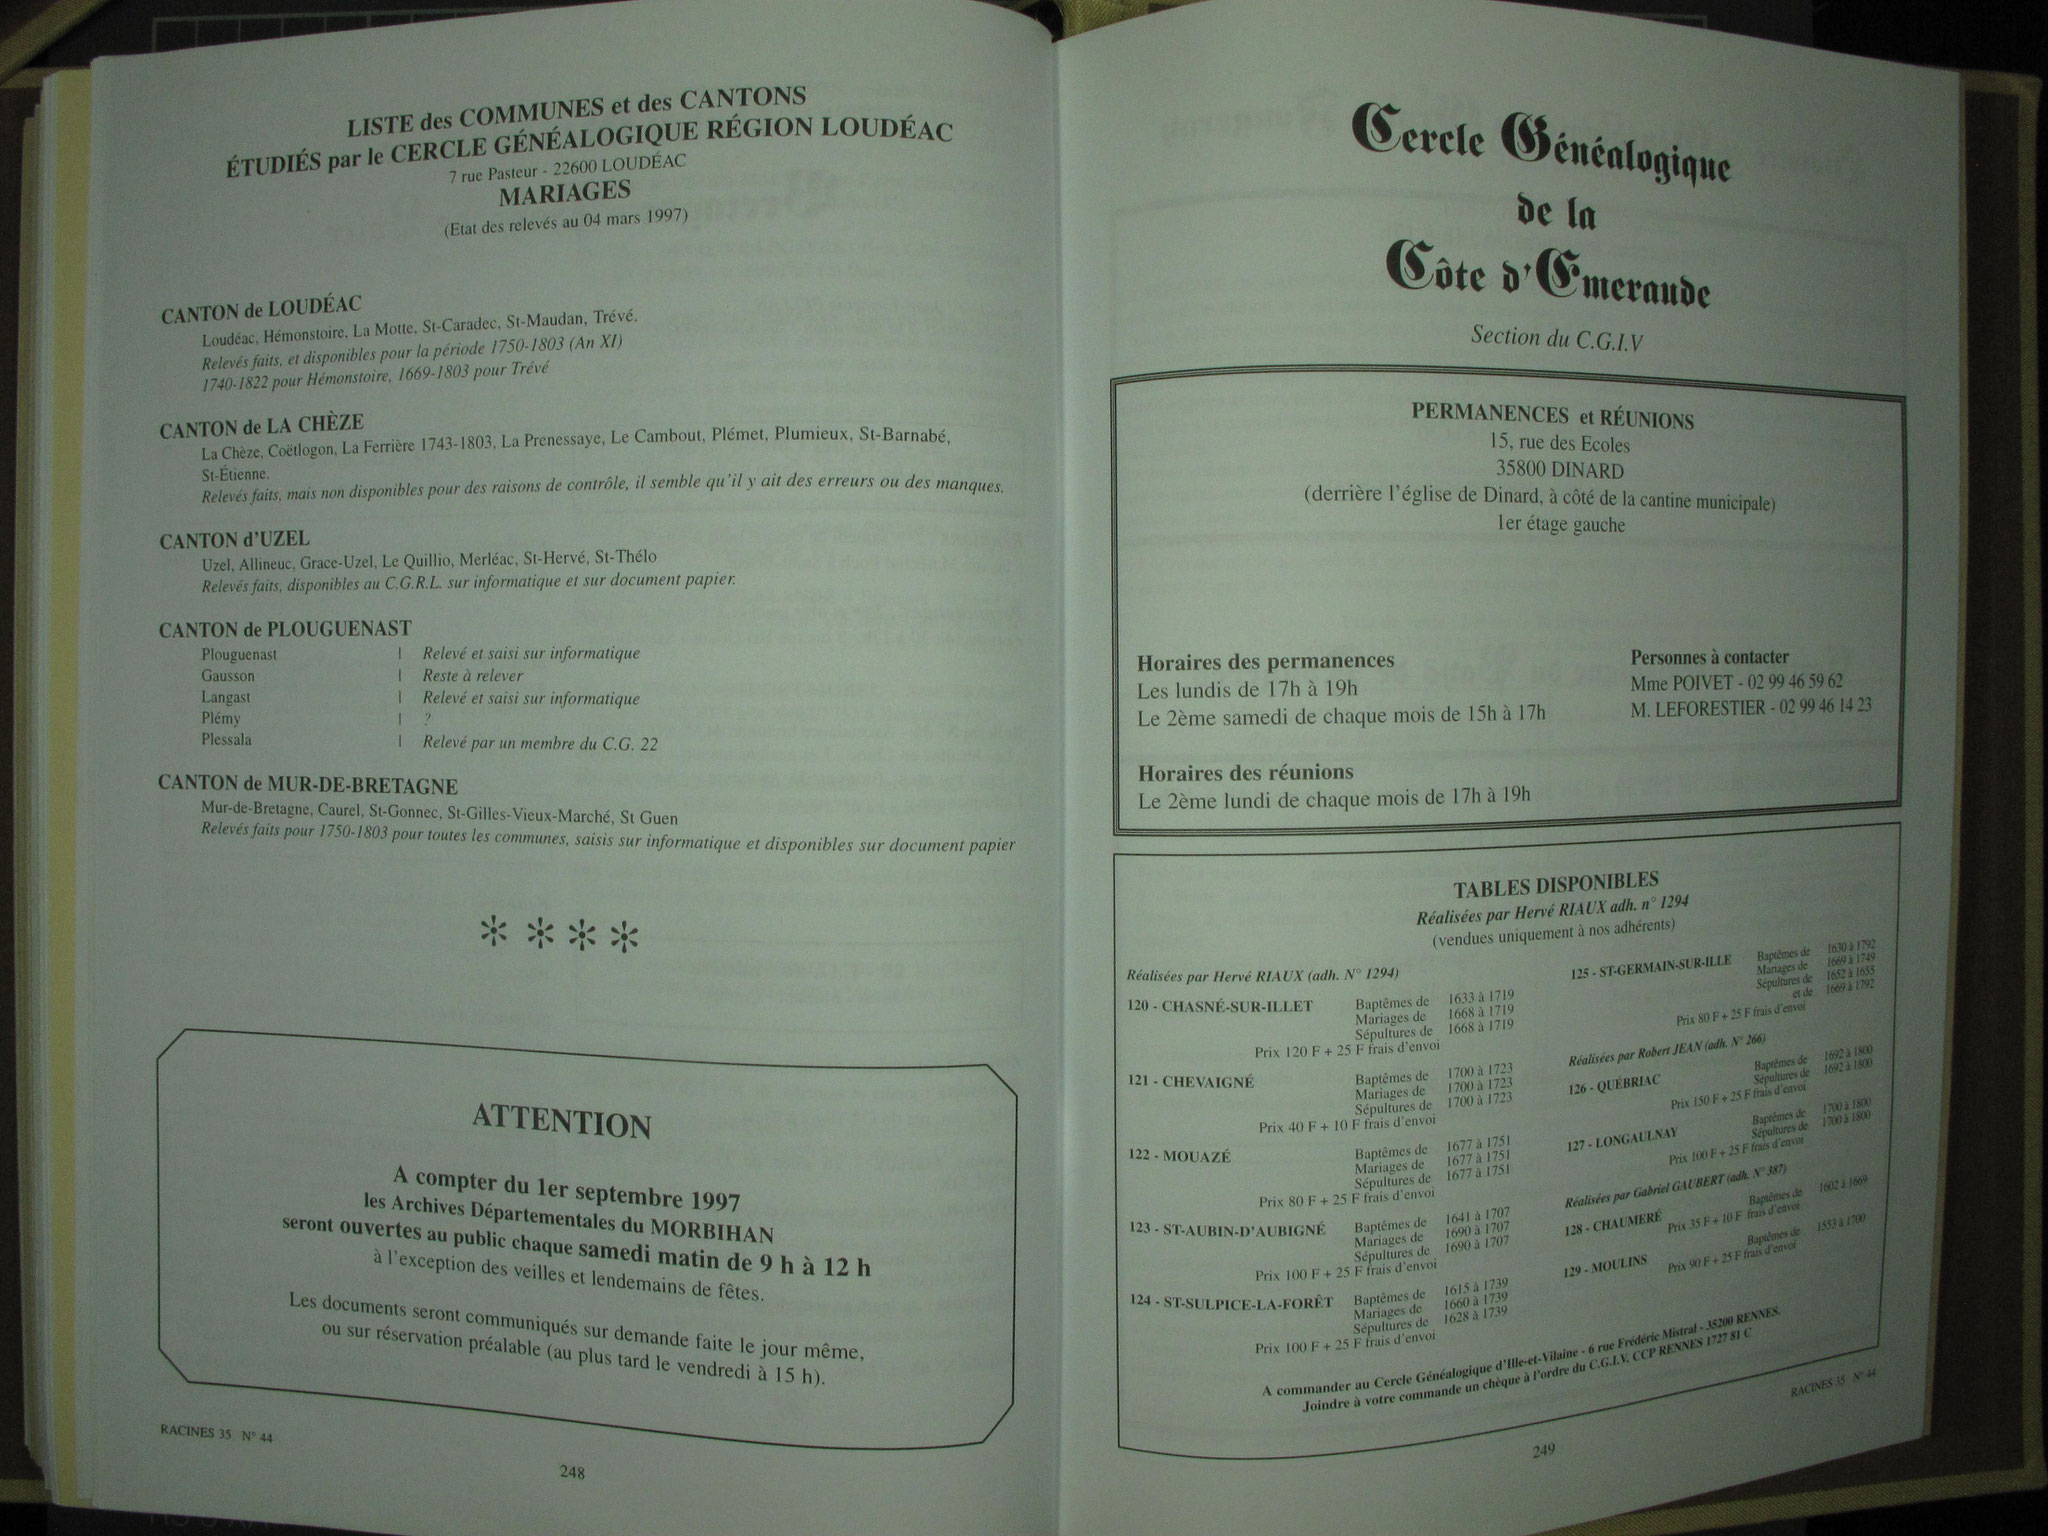 LISTE des COMMUNES et des CANTONS
ÉTUDIÉS par le CERCLE GÉNÉALOGIQUE RÉGION LOUDÉAC
7 rue Pasteur - 22600 LOUDÉAC
MARIAGES
(Etat des relevés au 04 mars 1997)
CANTON de LOUDÉAC
Loudéac, Hémonstoire, La Motte, St-Caradec, St-Maudan, Trévé.
Relevés faits, et disponibles pour la période 1750-1803 (An XI)
1740-1822 pour Hémonstoire, 1669-1803 pour Trévé
CANTON de LA CHÈZE
La Chèze, Coëtlogon, La Ferrière 1743-1803, La Prenessaye, Le Cambout, Plémet, Plumieux, St-Barnabé,
St-Étienne.
Relevés faits, mais non disponibles pour des raisons de contrôle, il semble qu'il y ait des erreurs ou des manques.
CANTON d'UZEL
Uzel, Allineuc, Grace-Uzel, Le Quillio, Merléac, St-Hervé, St-Thélo
Relevés faits, disponibles au C.G.R.L. sur informatique et sur document papier.
CANTON de PLOUGUENAST
Plouguenast | Relevé et saisi sur informatique
Gausson | Reste à relever
Langast | Relevé et saisi sur informatique
Plémy | ?
Plessala | Relevé par un membre du C.G. 22
CANTON de MUR-DE-BRETAGNE
Mur-de-Bretagne, Caurel, St-Gonnec, St-Gilles-Vieux-Marché, St Guen
Relevés faits pour 1750-1803 pour toutes les communes, saisis sur informatique et disponibles sur document papier
* * * *
ATTENTION
A compter du 1er septembre 1997
les Archives Départementales du MORBIHAN
seront ouvertes au public chaque samedi matin de 9 h à 12 h
à l'exception des veilles et lendemains de fêtes.
Les documents seront communiqués sur demande faite le jour même,
ou sur réservation préalable (au plus tard le vendredi à 15 h).
RACINES 35 N° 44
248
Cercle Généalogique
de la
Côte d'Emeraude
Section du C.G.I.V
PERMANENCES et RÉUNIONS
15, rue des Ecoles
35800 DINARD
(derrière l'église de Dinard, à côté de la cantine municipale)
1er étage gauche
Horaires des permanences
Les lundis de 17h à 19h
Le 2ème samedi de chaque mois de 15h à 17h
Personnes à contacter
Mme POIVET - 02 99 46 59 62
M. LEFORESTIER - 02 99 46 14 23
Horaires des réunions
Le 2ème lundi de chaque mois de 17h à 19h
TABLES DISPONIBLES
Réalisées par Hervé RIAUX adh. n° 1294
(vendues uniquement à nos adhérents)
Réalisées par Hervé RIAUX (adh. N° 1294)
120 - CHASNÉ-SUR-ILLET Baptêmes de 1633 à 1719
Mariages de 1668 à 1719
Sépultures de 1668 à 1719
Prix 120 F + 25 F frais d'envoi
121 - CHEVAIGNÉ Baptêmes de 1700 à 1723
Mariages de 1700 à 1723
Sépultures de 1700 à 1723
Prix 40 F + 10 F frais d'envoi
122 - MOUAZÉ Baptêmes de 1677 à 1751
Mariages de 1677 à 1751
Sépultures de 1677 à 1751
Prix 80 F + 25 F frais d'envoi
123 - ST-AUBIN-D'AUBIGNÉ Baptêmes de 1641 à 1707
Mariages de 1690 à 1707
Sépultures de 1690 à 1707
Prix 100 F + 25 F frais d'envoi
124 - ST-SULPICE-LA-FORÊT Baptêmes de 1615 à 1739
Mariages de 1660 à 1739
Sépultures de 1628 à 1739
Prix 100 F + 25 F frais d'envoi
125 - ST-GERMAIN-SUR-ILLE Baptêmes de 1630 à 1792
Mariages de 1669 à 1749
Sépultures de 1652 à 1655
et de 1669 à 1792
Prix 80 F + 25 F frais d'envoi
Réalisées par Robert JEAN (adh. N° 266)
126 - QUÉBRIAC Baptêmes de 1692 à 1800
Sépultures de 1692 à 1800
Prix 150 F + 25 F frais d'envoi
127 - LONGAULNAY Baptêmes de 1700 à 1800
Sépultures de 1700 à 1800
Prix 100 F + 25 F frais d'envoi
Réalisées par Gabriel GAUBERT (adh. N° 387)
128 - CHAUMERÉ Baptêmes de 1602 à 1669
Prix 35 F + 10 F frais d'envoi
129 - MOULINS Baptêmes de 1553 à 1700
Prix 90 F + 25 F frais d'envoi
A commander au Cercle Généalogique d'Ille-et-Vilaine - 6 rue Frédéric Mistral - 35200 RENNES.
Joindre à votre commande un chèque à l'ordre du C.G.I.V. CCP RENNES 1727 81 C
RACINES 35 N° 44
249